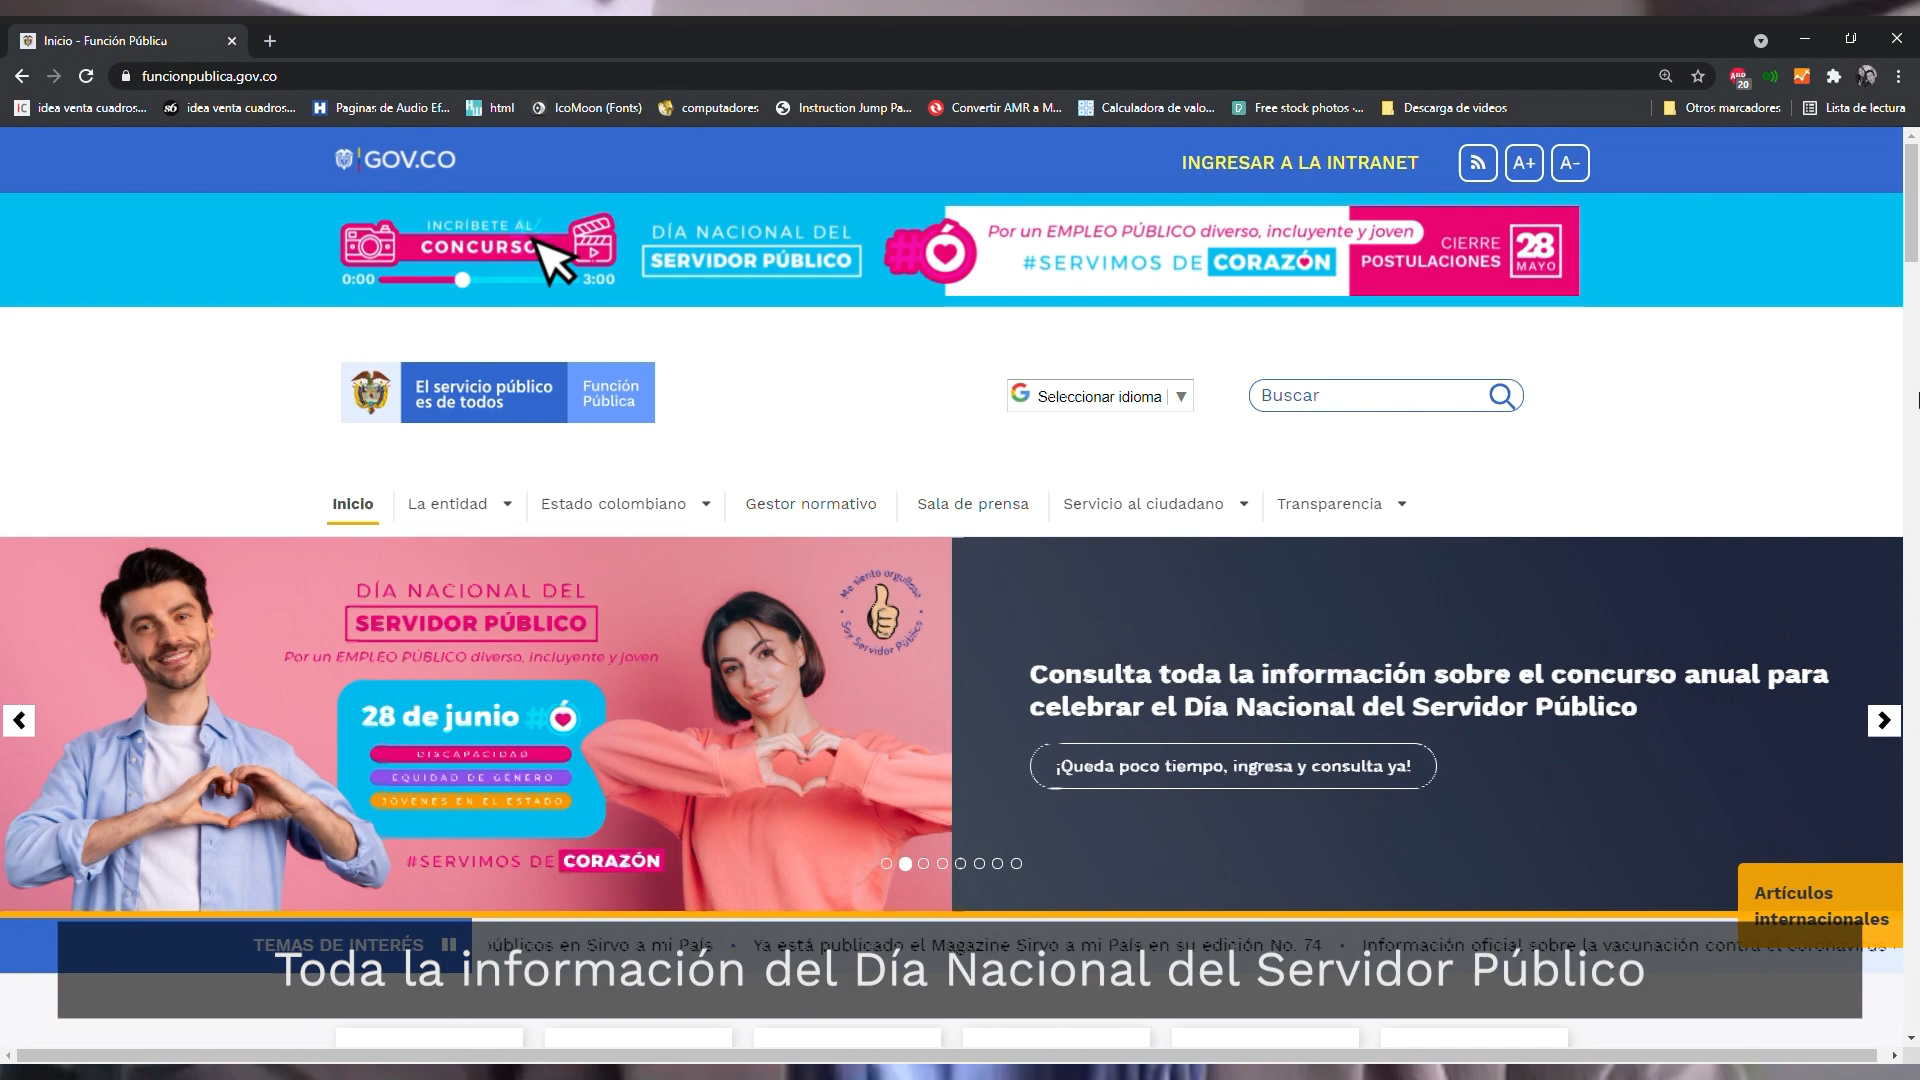 Inicio - Función Pública
funcionpublica.gov.co
20
idea venta cuadros...
idea venta cuadros...
Paginas de Audio Ef...
html
IcoMoon (Fonts)
computadores
Instruction Jump Pa...
Convertir AMR a M...
Calculadora de valo...
Free stock photos ·...
Descarga de videos
Otros marcadores
Lista de lectura
GOV.CO
INGRESAR A LA INTRANET
A+
A-
INCRÍBETE AL
CONCURSO
0:00
3:00
DÍA NACIONAL DEL
SERVIDOR PÚBLICO
Por un EMPLEO PÚBLICO diverso, incluyente y joven
#SERVIMOS DE CORAZÓN
CIERRE
POSTULACIONES
28
MAYO
El servicio público
es de todos
Función
Pública
Seleccionar idioma
Buscar
Inicio
La entidad
Estado colombiano
Gestor normativo
Sala de prensa
Servicio al ciudadano
Transparencia
DÍA NACIONAL DEL
SERVIDOR PÚBLICO
Por un EMPLEO PÚBLICO diverso, incluyente y joven
28 de junio
DISCAPACIDAD
EQUIDAD DE GÉNERO
JÓVENES EN EL ESTADO
#SERVIMOS DE CORAZÓN
Me siento orgulloso
Soy Servidor Público
Consulta toda la información sobre el concurso anual para
celebrar el Día Nacional del Servidor Público
¡Queda poco tiempo, ingresa y consulta ya!
Artículos
internacionales
TEMAS DE INTERÉS
públicos en Sirvo a mi País · Ya está publicado el Magazine Sirvo a mi País en su edición No. 74 · Información oficial sobre la vacunación contra el coronavirus
Toda la información del Día Nacional del Servidor Público